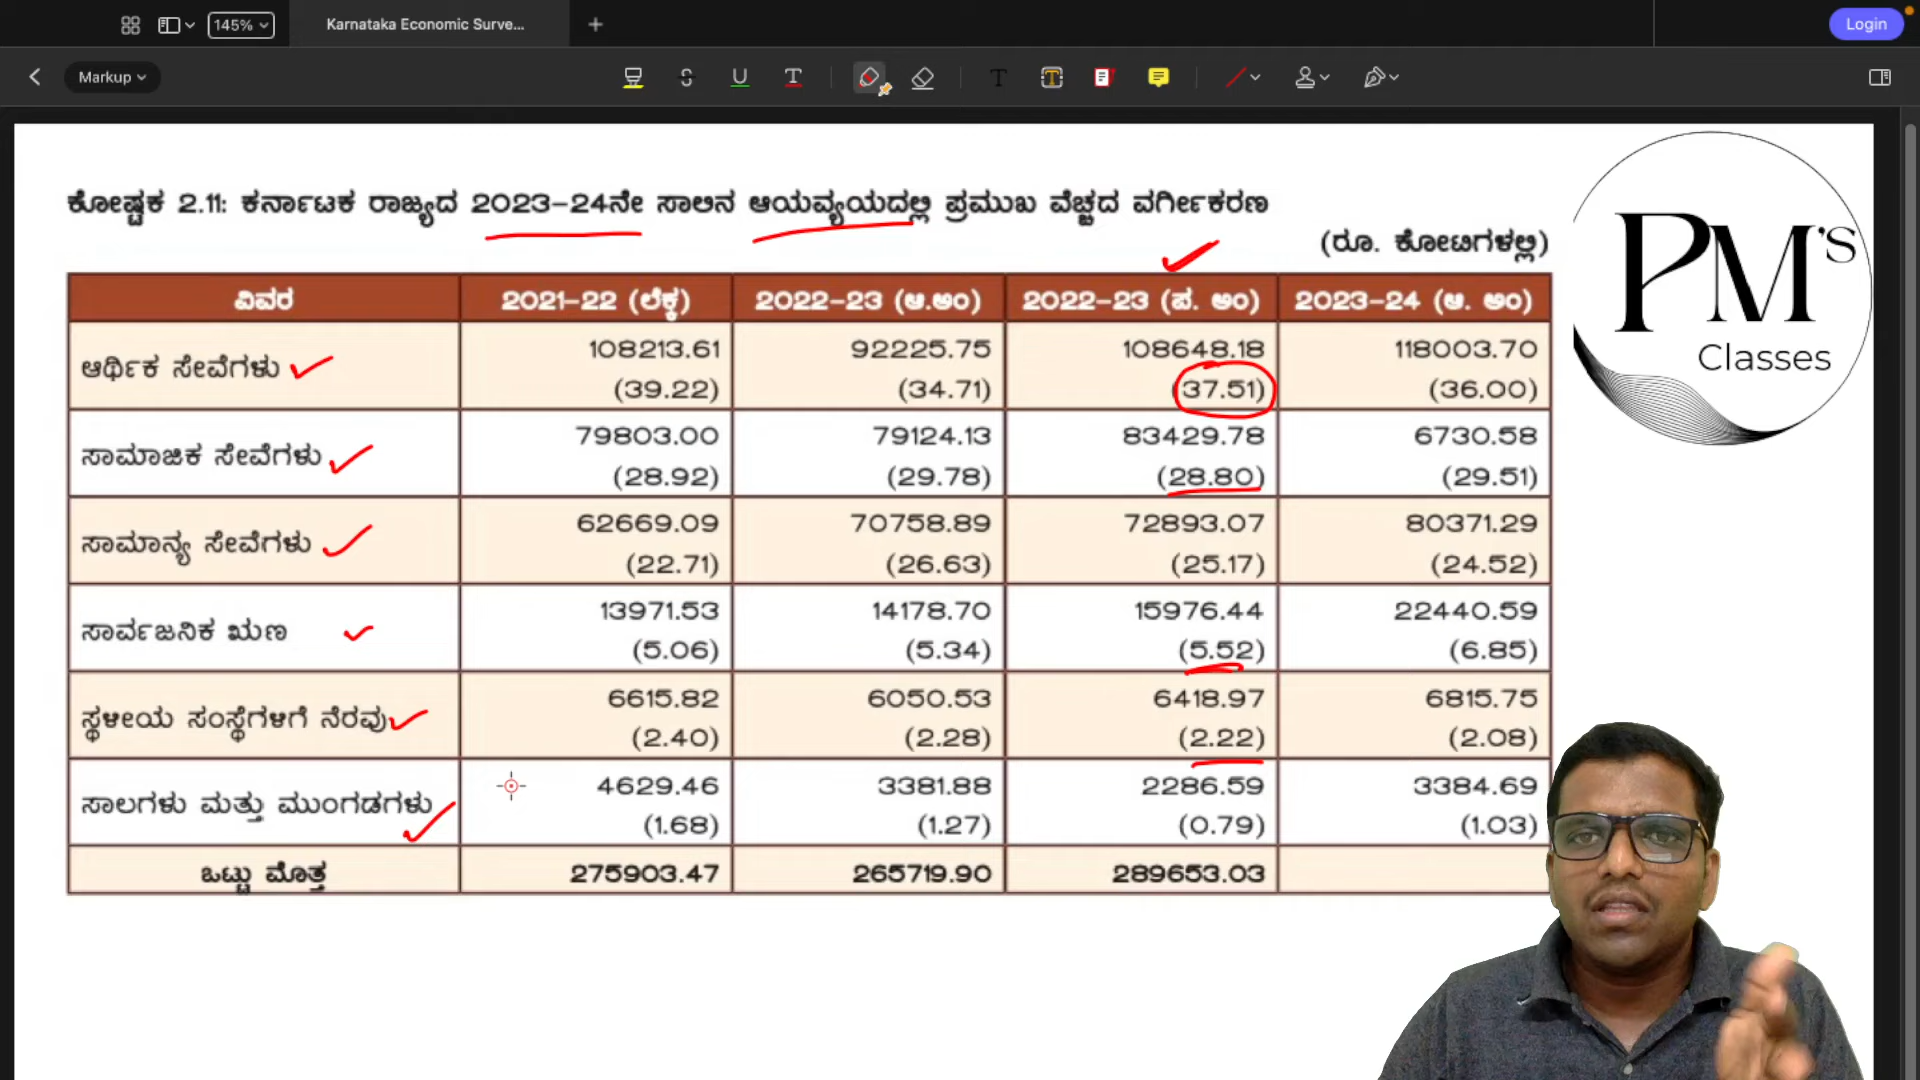 145%
Karnataka Economic Surve...
Login
Markup
ಕೋಷ್ಟಕ 2.11: ಕರ್ನಾಟಕ ರಾಜ್ಯದ 2023-24ನೇ ಸಾಲಿನ ಆಯವ್ಯಯದಲ್ಲಿ ಪ್ರಮುಖ ವೆಚ್ಚದ ವರ್ಗೀಕರಣ
(ರೂ. ಕೋಟಿಗಳಲ್ಲಿ)
PM's
Classes
ವಿವರ 2021-22 (ಲೆಕ್ಕ) 2022-23 (ಆ.ಅಂ) 2022-23 (ಪ. ಅಂ) 2023-24 (ಆ. ಅಂ)
ಆರ್ಥಿಕ ಸೇವೆಗಳು 108213.61 92225.75 108648.18 118003.70
(39.22) (34.71) (37.51) (36.00)
ಸಾಮಾಜಿಕ ಸೇವೆಗಳು 79803.00 79124.13 83429.78 6730.58
(28.92) (29.78) (28.80) (29.51)
ಸಾಮಾನ್ಯ ಸೇವೆಗಳು 62669.09 70758.89 72893.07 80371.29
(22.71) (26.63) (25.17) (24.52)
ಸಾರ್ವಜನಿಕ ಋಣ 13971.53 14178.70 15976.44 22440.59
(5.06) (5.34) (5.52) (6.85)
ಸ್ಥಳೀಯ ಸಂಸ್ಥೆಗಳಿಗೆ ನೆರವು 6615.82 6050.53 6418.97 6815.75
(2.40) (2.28) (2.22) (2.08)
ಸಾಲಗಳು ಮತ್ತು ಮುಂಗಡಗಳು 4629.46 3381.88 2286.59 3384.69
(1.68) (1.27) (0.79) (1.03)
ಒಟ್ಟು ಮೊತ್ತ 275903.47 265719.90 289653.03